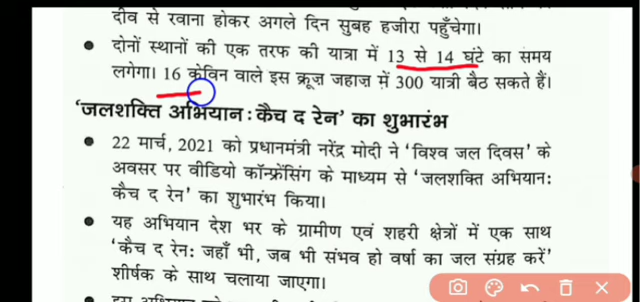 दीव से रवाना होकर अगले दिन सुबह हजीरा पहुँचेगा।
दोनों स्थानों की एक तरफ की यात्रा में 13 से 14 घंटे का समय
लगेगा। 16 केविन वाले इस क्रूज़ जहाज़ में 300 यात्री बैठ सकते हैं।
‘जलशक्ति अभियान : कैच द रेन’ का शुभारंभ
22 मार्च, 2021 को प्रधानमंत्री नरेंद्र मोदी ने ‘विश्व जल दिवस’ के
अवसर पर वीडियो कॉन्फ्रेंसिंग के माध्यम से ‘जलशक्ति अभियान:
कैच द रेन’ का शुभारंभ किया।
यह अभियान देश भर के ग्रामीण एवं शहरी क्षेत्रों में एक साथ
‘कैच द रेन: जहाँ भी, जब भी संभव हो वर्षा का जल संग्रह करें’
शीर्षक के साथ चलाया जाएगा।